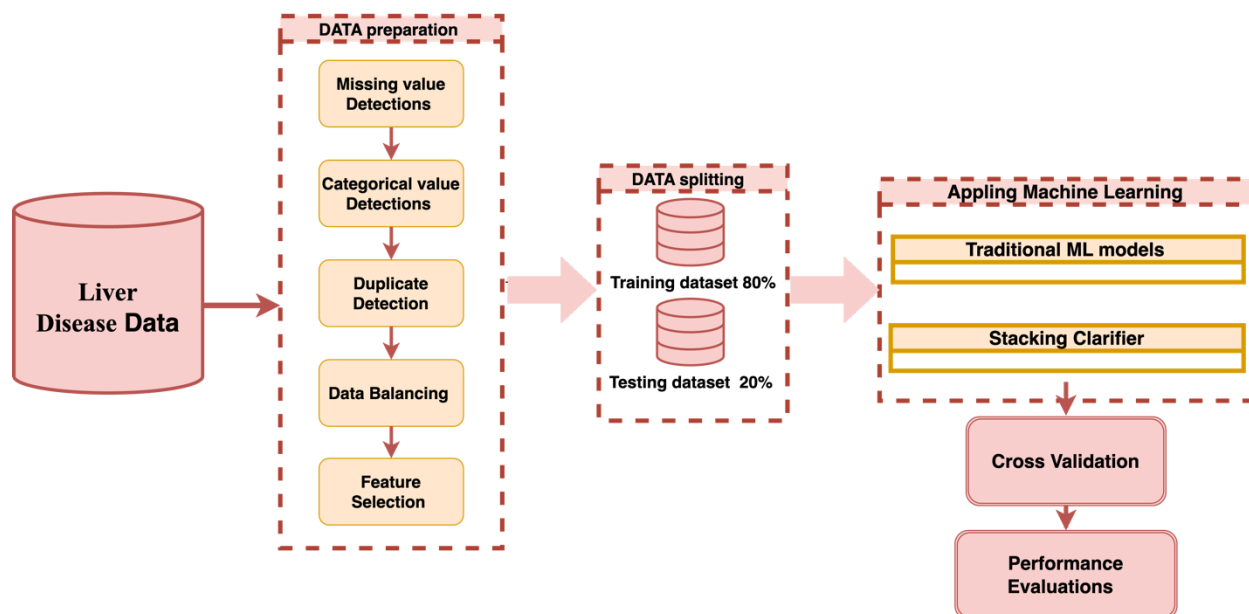 DATA preparation
Missing value
Detections
Categorical value
Detections
Duplicate
Detection
Data Balancing
Feature
Selection
Liver
Disease Data
DATA splitting
Training dataset 80%
Testing dataset 20%
Appling Machine Learning
Traditional ML models
Stacking Clarifier
Cross Validation
Performance
Evaluations